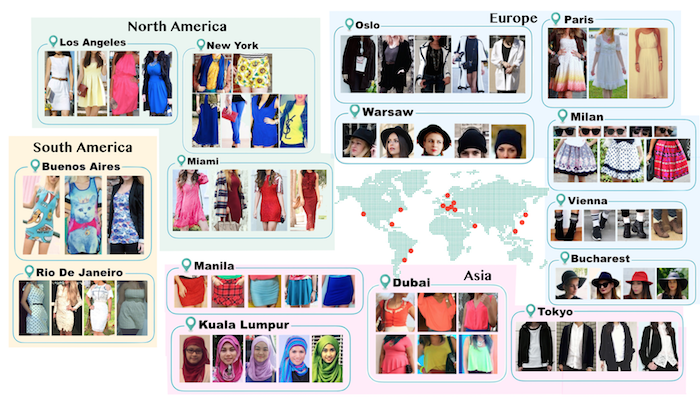 North America
Los Angeles
New York
Miami
South America
Buenos Aires
Rio De Janeiro
Europe
Oslo
Paris
Warsaw
Milan
Vienna
Bucharest
Asia
Manila
Kuala Lumpur
Dubai
Tokyo